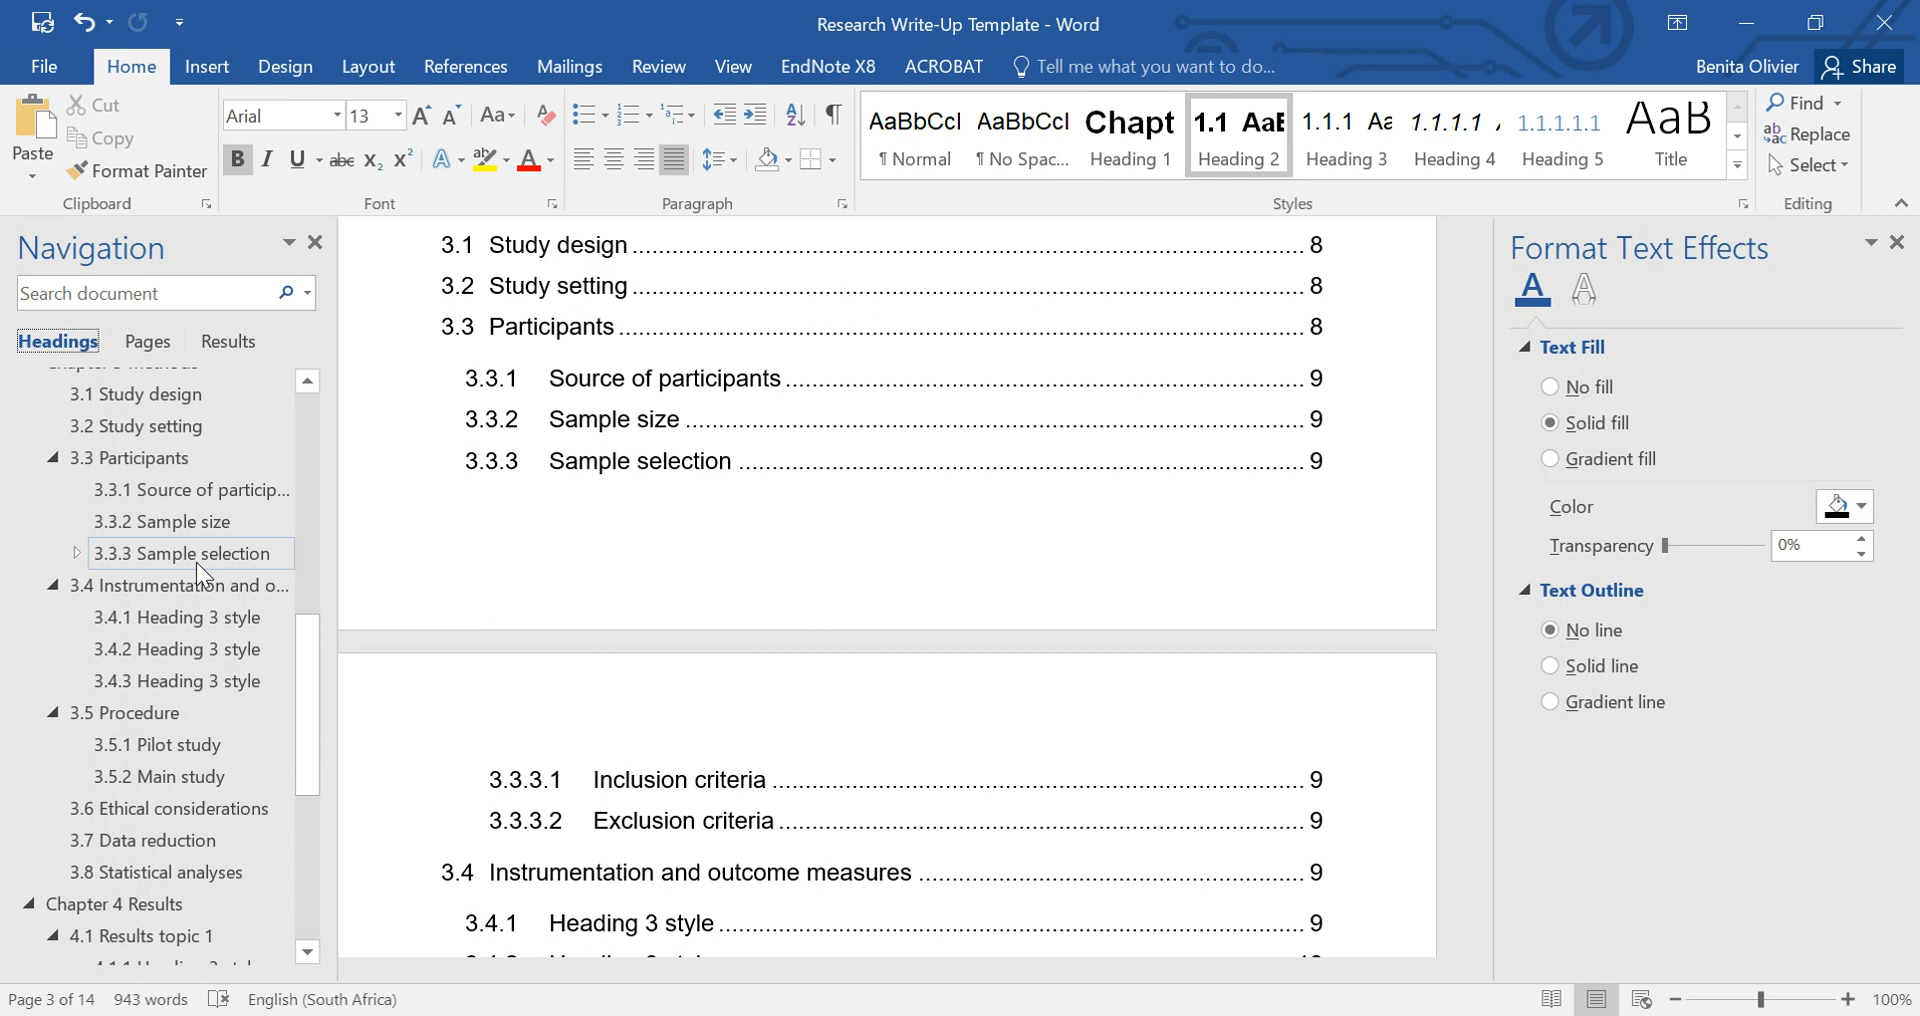 Research Write-Up Template - Word
File Home Insert Design Layout References Mailings Review View EndNote X8 ACROBAT Tell me what you want to do... Benita Olivier Share
Paste
Cut
Copy
Format Painter
Clipboard
Arial 13 Aa
B I U abc X₂ X² A A
Font
Paragraph
AaBbCcI AaBbCcI Chapt 1.1 AaE 1.1.1 Aa 1.1.1.1 1.1.1.1.1 AaB
¶ Normal ¶ No Spac... Heading 1 Heading 2 Heading 3 Heading 4 Heading 5 Title
Styles
Find
Replace
Select
Editing
Navigation
Search document
Headings Pages Results
3.1 Study design
3.2 Study setting
3.3 Participants
3.3.1 Source of particip...
3.3.2 Sample size
3.3.3 Sample selection
3.4 Instrumentation and o...
3.4.1 Heading 3 style
3.4.2 Heading 3 style
3.4.3 Heading 3 style
3.5 Procedure
3.5.1 Pilot study
3.5.2 Main study
3.6 Ethical considerations
3.7 Data reduction
3.8 Statistical analyses
Chapter 4 Results
4.1 Results topic 1
3.1 Study design 8
3.2 Study setting 8
3.3 Participants 8
3.3.1 Source of participants 9
3.3.2 Sample size 9
3.3.3 Sample selection 9
3.3.3.1 Inclusion criteria 9
3.3.3.2 Exclusion criteria 9
3.4 Instrumentation and outcome measures 9
3.4.1 Heading 3 style 9
Format Text Effects
A A
Text Fill
No fill
Solid fill
Gradient fill
Color
Transparency 0%
Text Outline
No line
Solid line
Gradient line
Page 3 of 14 943 words English (South Africa) 100%